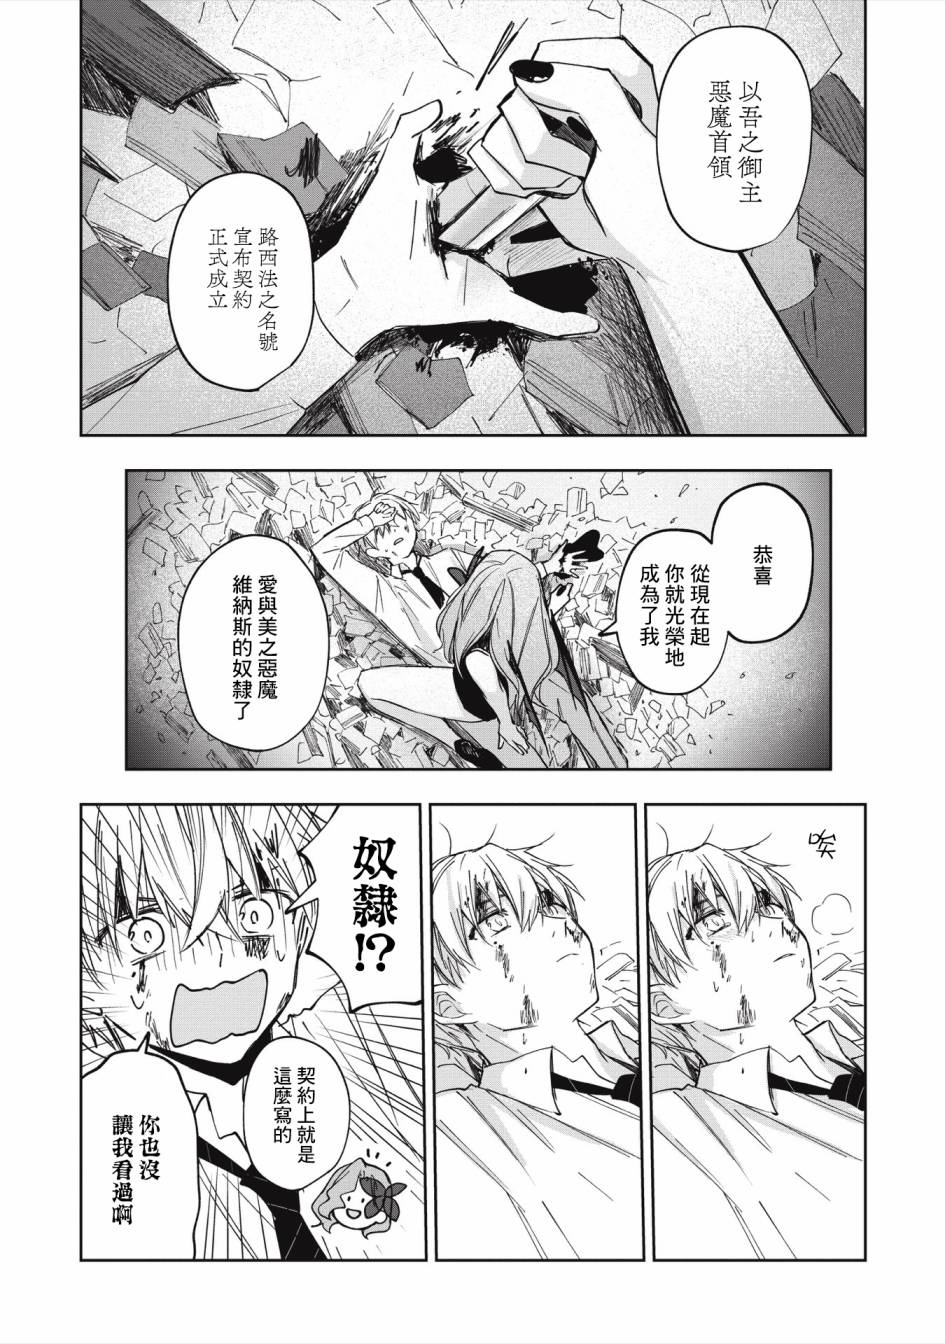 以吾之御主
惡魔首領
路西法之名號
宣布契約
正式成立
恭喜
從現在起
你就光榮地
成為了我
愛與美之惡魔
維納斯的奴隸了
唉
奴隸!?
契約上就是
這麼寫的
你也沒
讓我看過啊